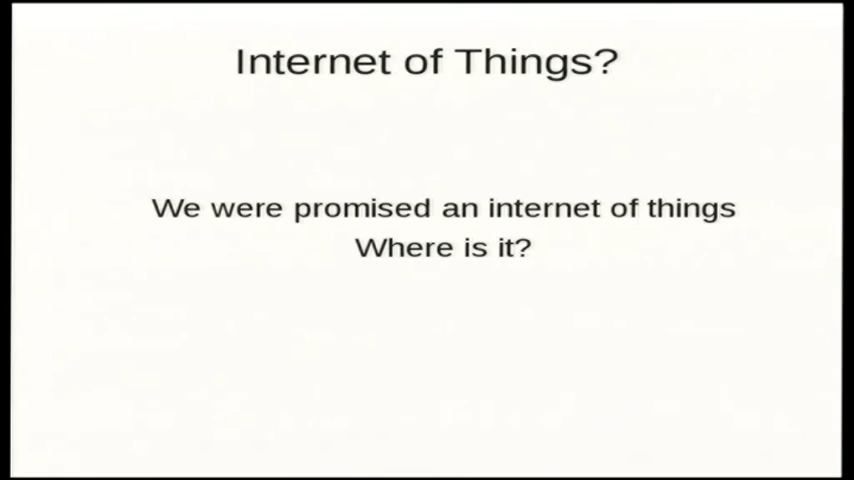 Internet of Things?
We were promised an internet of things
Where is it?